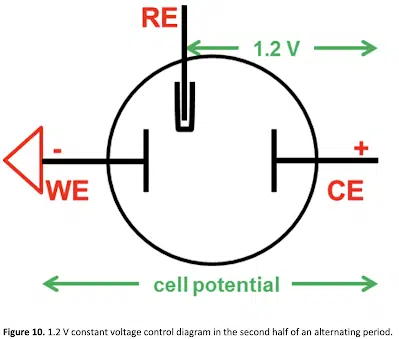 RE
1.2 V
- +
WE CE
cell potential
Figure 10. 1.2 V constant voltage control diagram in the second half of an alternating period.